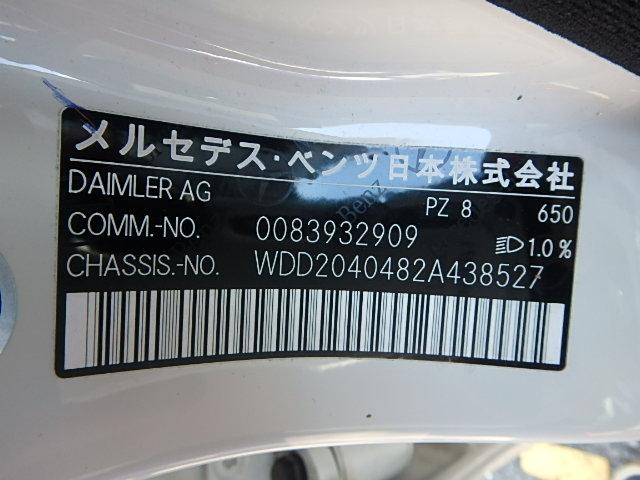 メルセデス・ベンツ日本株式会社
DAIMLER AG PZ 8 650
COMM.-NO. 0083932909 1.0%
CHASSIS.-NO. WDD2040482A438527